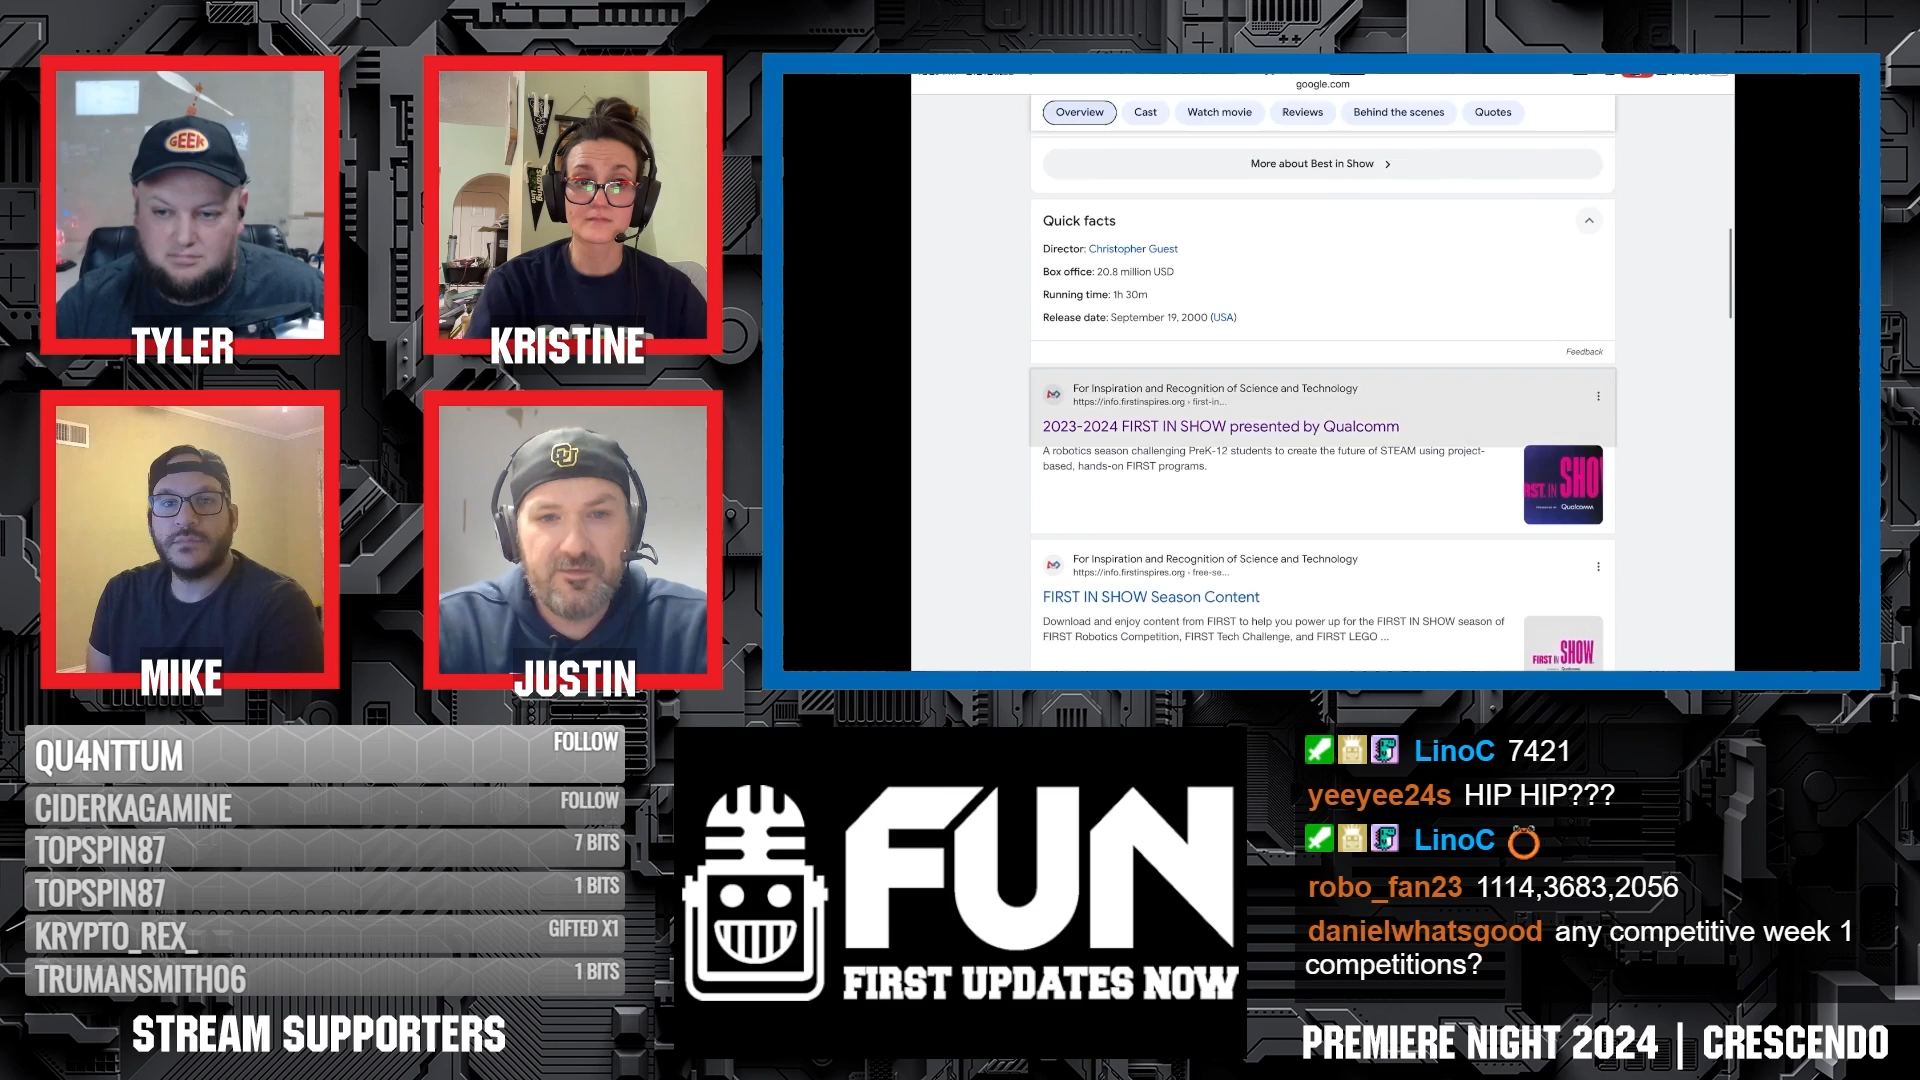 GEEK
TYLER
KRISTINE
MIKE
CU
JUSTIN
google.com
Overview
Cast
Watch movie
Reviews
Behind the scenes
Quotes
More about Best in Show
Quick facts
Director: Christopher Guest
Box office: 20.8 million USD
Running time: 1h 30m
Release date: September 19, 2000 (USA)
Feedback
For Inspiration and Recognition of Science and Technology
https://info.firstinspires.org › first-in...
2023-2024 FIRST IN SHOW presented by Qualcomm
A robotics season challenging PreK-12 students to create the future of STEAM using project-
based, hands-on FIRST programs.
RST IN SHO
Qualcomm
For Inspiration and Recognition of Science and Technology
https://info.firstinspires.org › free-se...
FIRST IN SHOW Season Content
Download and enjoy content from FIRST to help you power up for the FIRST IN SHOW season of
FIRST Robotics Competition, FIRST Tech Challenge, and FIRST LEGO ...
FIRST IN SHOW
QU4NTTUM FOLLOW
CIDERKAGAMINE FOLLOW
TOPSPIN87 7 BITS
TOPSPIN87 1 BITS
KRYPTO_REX_ GIFTED X1
TRUMANSMITH06 1 BITS
STREAM SUPPORTERS
FUN
FIRST UPDATES NOW
LinoC 7421
yeeyee24s HIP HIP???
LinoC
robo_fan23 1114,3683,2056
danielwhatsgood any competitive week 1
competitions?
PREMIERE NIGHT 2024 | CRESCENDO